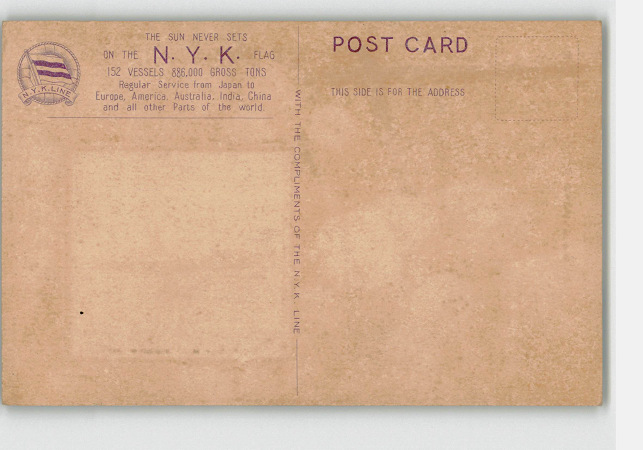 THE SUN NEVER SETS
ON THE N. Y. K. FLAG
152 VESSELS 886,000 GROSS TONS
Regular Service from Japan to
Europe, America, Australia, India, China
and all other Parts of the world.
N.Y.K.LINE
WITH THE COMPLIMENTS OF THE N.Y.K. LINE
POST CARD
THIS SIDE IS FOR THE ADDRESS